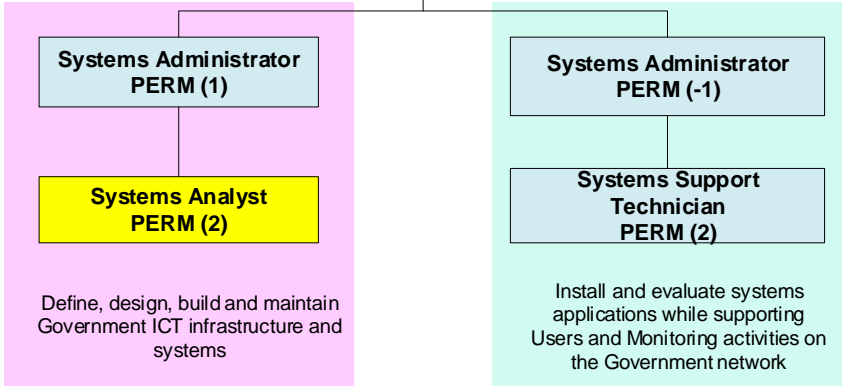 Systems Administrator
PERM (1)
Systems Analyst
PERM (2)
Define, design, build and maintain
Government ICT infrastructure and
systems
Systems Administrator
PERM (-1)
Systems Support
Technician
PERM (2)
Install and evaluate systems
applications while supporting
Users and Monitoring activities on
the Government network